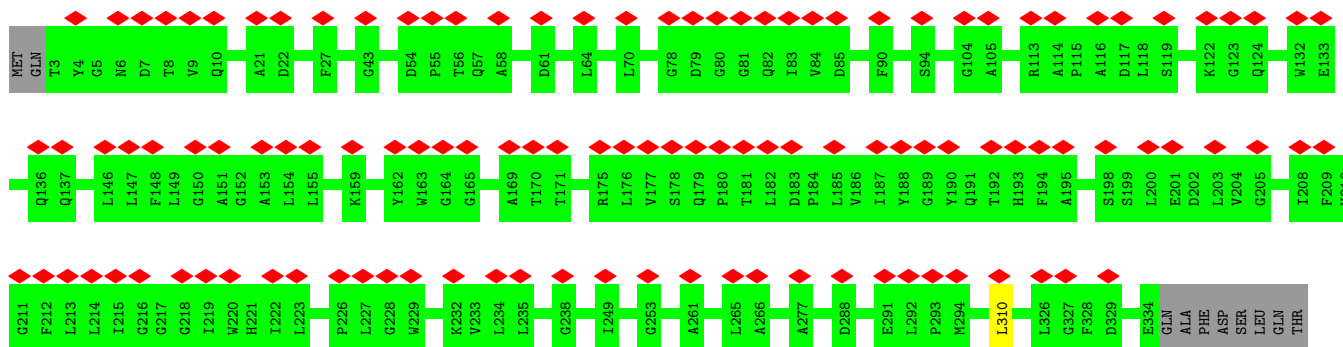 MET GLN T3 Y4 G5 N6 D7 T8 V9 Q10 A21 D22 F27 G43 D54 P55 T56 Q57 A58 D61 L64 L70 G78 D79 G80 G81 Q82 I83 V84 D85 F90 S94 G104 A105 R113 A114 P115 A116 D117 L118 S119 K122 G123 Q124 W132 E133
Q136 Q137 L146 L147 F148 L149 G150 A151 G152 A153 L154 L155 K159 Y162 W163 G164 G165 A169 T170 T171 R175 L176 V177 S178 Q179 P180 T181 L182 D183 P184 L185 V186 I187 Y188 G189 Y190 Q191 T192 H193 F194 A195 S198 S199 L200 E201 D202 L203 V204 G205 I208 F209
G211 F212 L213 L214 I215 G216 G217 G218 I219 W220 H221 I222 L223 P226 L227 G228 W229 K232 V233 L234 L235 G238 I249 G253 A261 L265 A266 A277 D288 E291 L292 P293 M294 L310 L326 G327 F328 D329 E334 GLN ALA PHE ASP SER LEU GLN THR